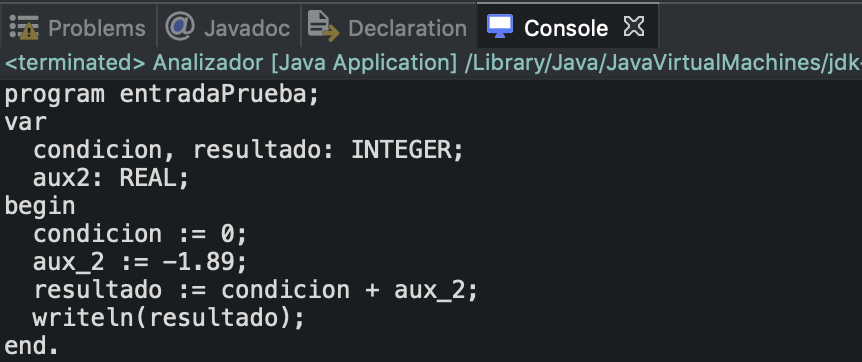 Problems @ Javadoc Declaration Console
<terminated> Analizador [Java Application] /Library/Java/JavaVirtualMachines/jdk-
program entradaPrueba;
var
  condicion, resultado: INTEGER;
  aux2: REAL;
begin
  condicion := 0;
  aux_2 := -1.89;
  resultado := condicion + aux_2;
  writeln(resultado);
end.